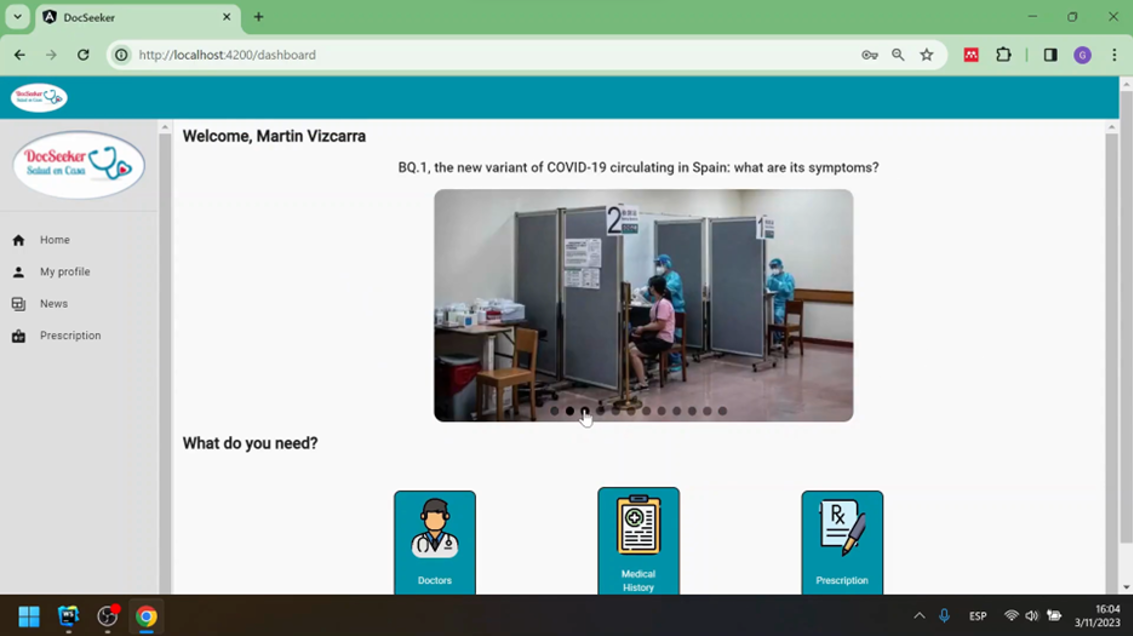 DocSeeker
http://localhost:4200/dashboard
G
DocSeeker
Salud en Casa
DocSeeker
Salud en Casa
Welcome, Martin Vizcarra
BQ.1, the new variant of COVID-19 circulating in Spain: what are its symptoms?
2
1
Home
My profile
News
Prescription
What do you need?
Doctors
Medical
History
Rx
Prescription
WS
ESP
16:04
3/11/2023